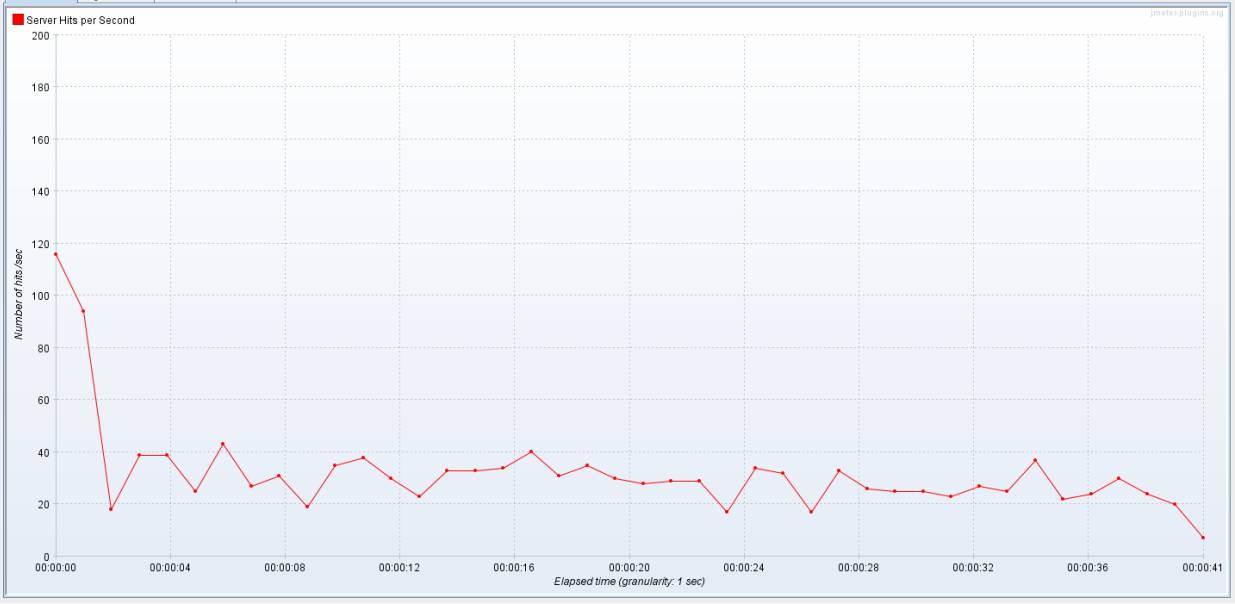 Server Hits per Second
jmeter-plugins.org
200
180
160
140
120
100
80
60
40
20
0
Number of hits /sec
00:00:00 00:00:04 00:00:08 00:00:12 00:00:16 00:00:20 00:00:24 00:00:28 00:00:32 00:00:36 00:00:41
Elapsed time (granularity: 1 sec)